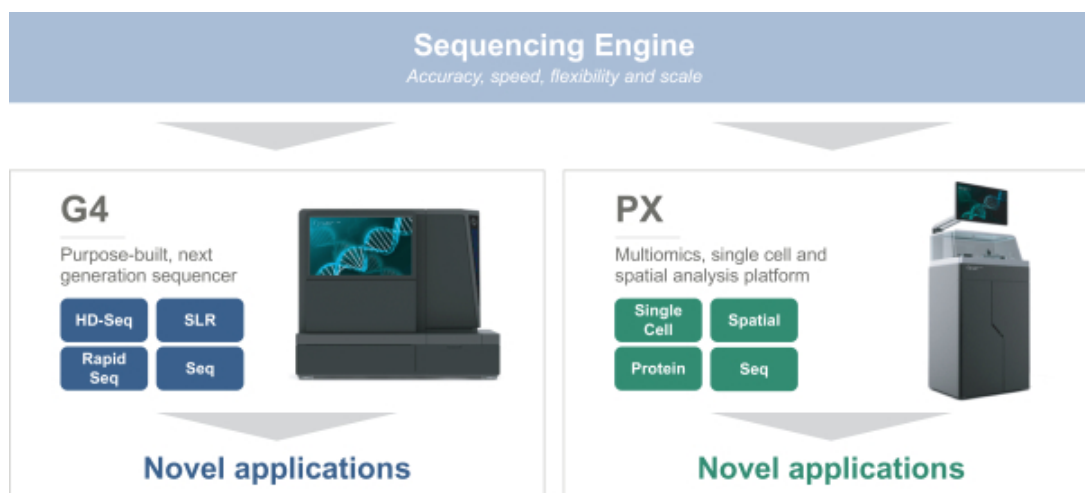 Sequencing Engine
Accuracy, speed, flexibility and scale
G4
Purpose-built, next
generation sequencer
HD-Seq
SLR
Rapid
Seq
Seq
Novel applications
PX
Multiomics, single cell and
spatial analysis platform
Single
Cell
Spatial
Protein
Seq
Novel applications